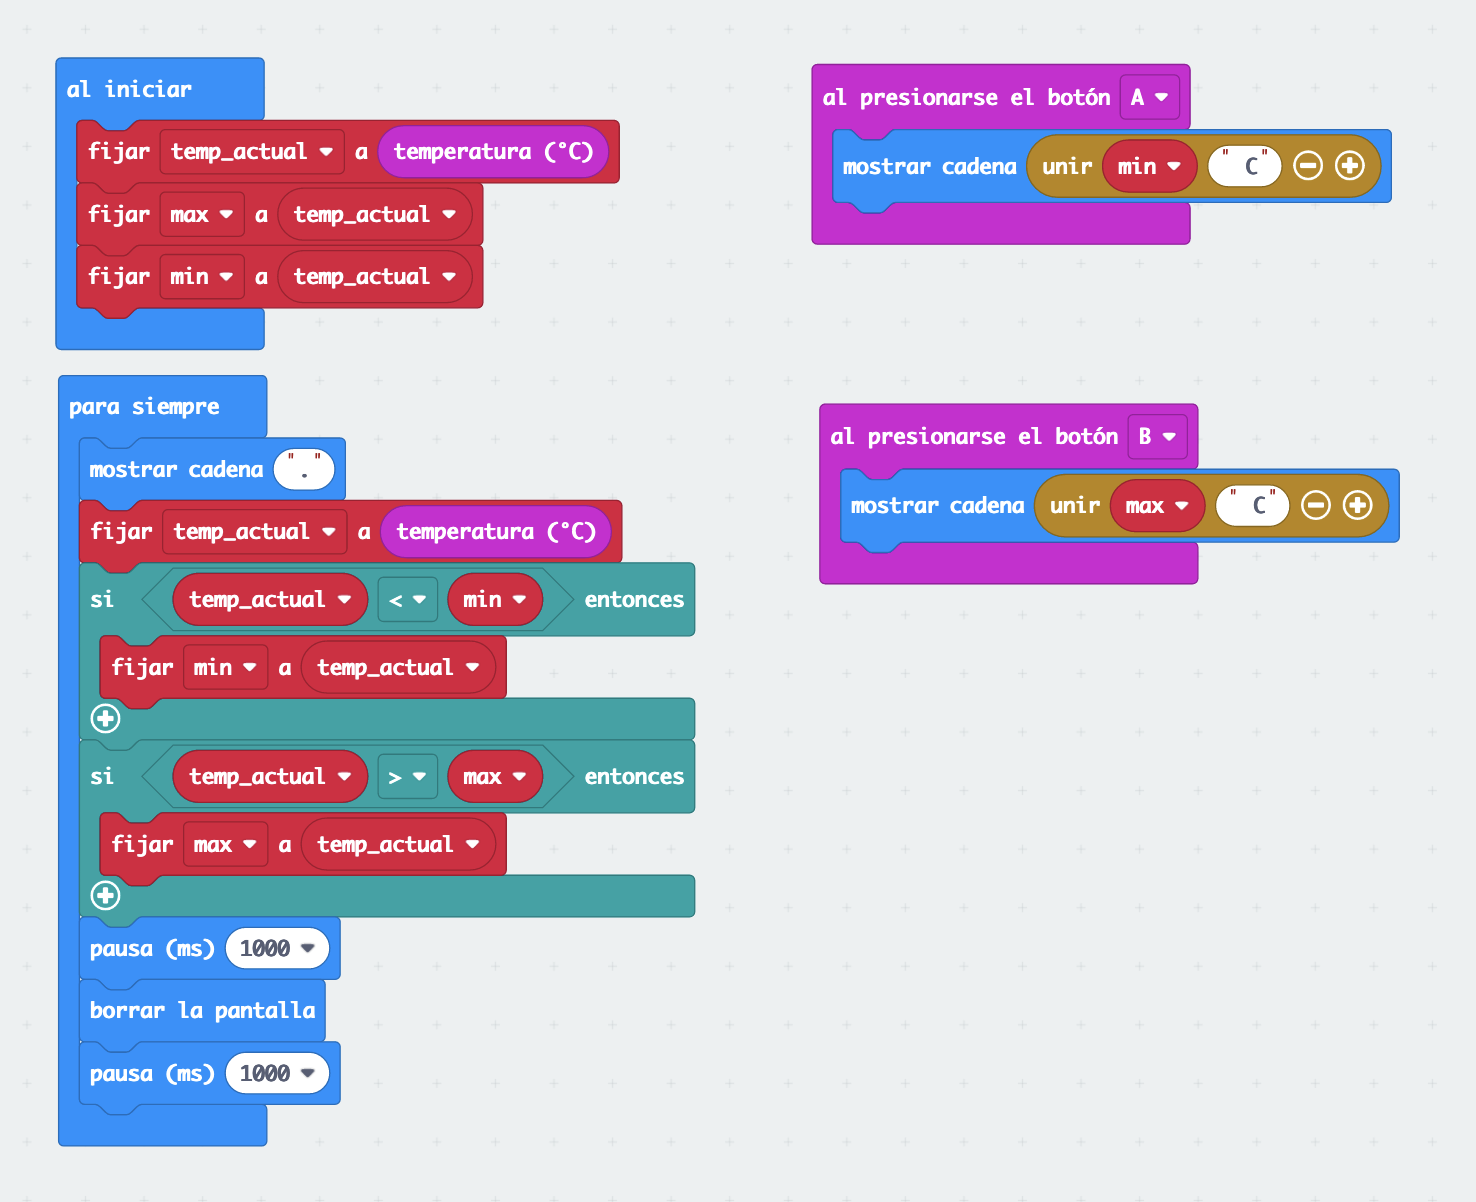 al iniciar
fijar temp_actual a temperatura (°C)
fijar max a temp_actual
fijar min a temp_actual
para siempre
mostrar cadena "."
fijar temp_actual a temperatura (°C)
si temp_actual < min entonces
fijar min a temp_actual
si temp_actual > max entonces
fijar max a temp_actual
pausa (ms) 1000
borrar la pantalla
pausa (ms) 1000
al presionarse el botón A
mostrar cadena unir min " C"
al presionarse el botón B
mostrar cadena unir max " C"